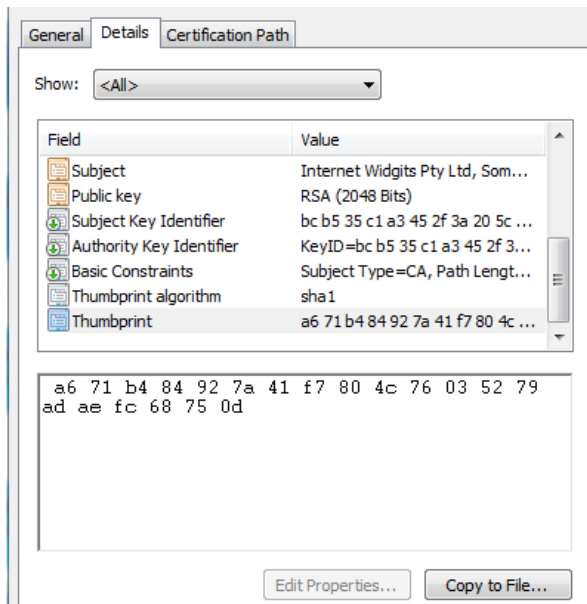 General Details Certification Path
Show: <All>
Field Value
Subject Internet Widgits Pty Ltd, Som...
Public key RSA (2048 Bits)
Subject Key Identifier bc b5 35 c1 a3 45 2f 3a 20 5c ...
Authority Key Identifier KeyID=bc b5 35 c1 a3 45 2f 3...
Basic Constraints Subject Type=CA, Path Lengt...
Thumbprint algorithm sha1
Thumbprint a6 71 b4 84 92 7a 41 f7 80 4c ...
a6 71 b4 84 92 7a 41 f7 80 4c 76 03 52 79
ad ae fc 68 75 0d
Edit Properties... Copy to File...